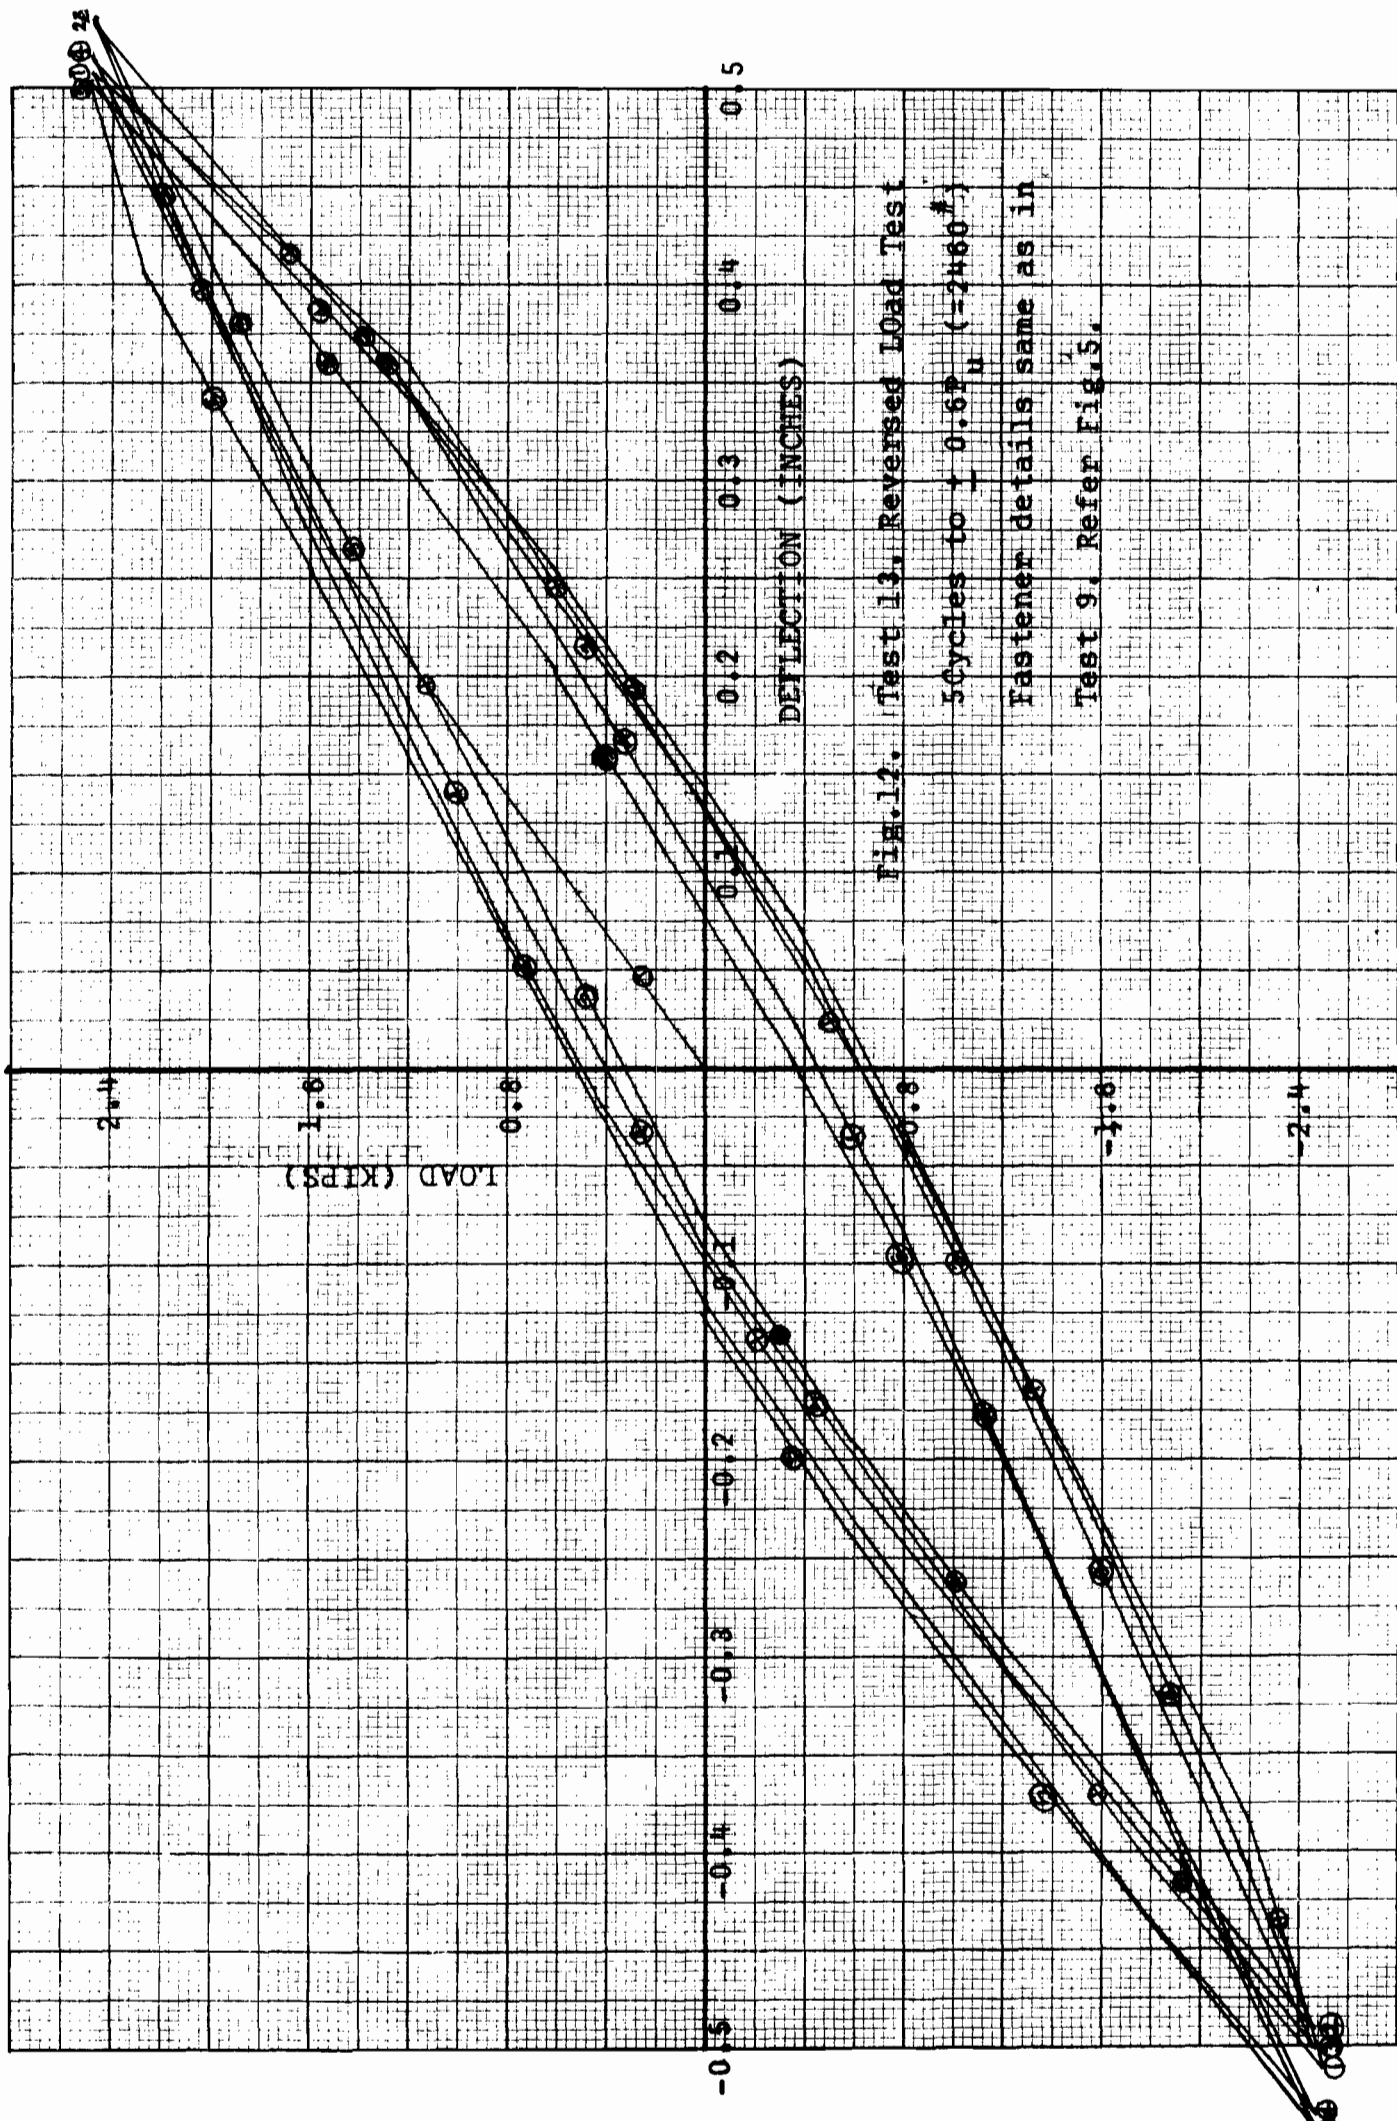 2.4
1.6
0.8
LOAD (KIPS)
-0.8
-1.6
-2.4
-0.5
-0.4
-0.3
-0.2
-0.1
0.1
0.2
0.3
0.4
0.5
DEFLECTION (INCHES)
Fig.12. Test 13. Reversed LOad Test
5Cycles to ± 0.6Pu (=2460#)
Fastener details same as in
Test 9. Refer Fig.5.